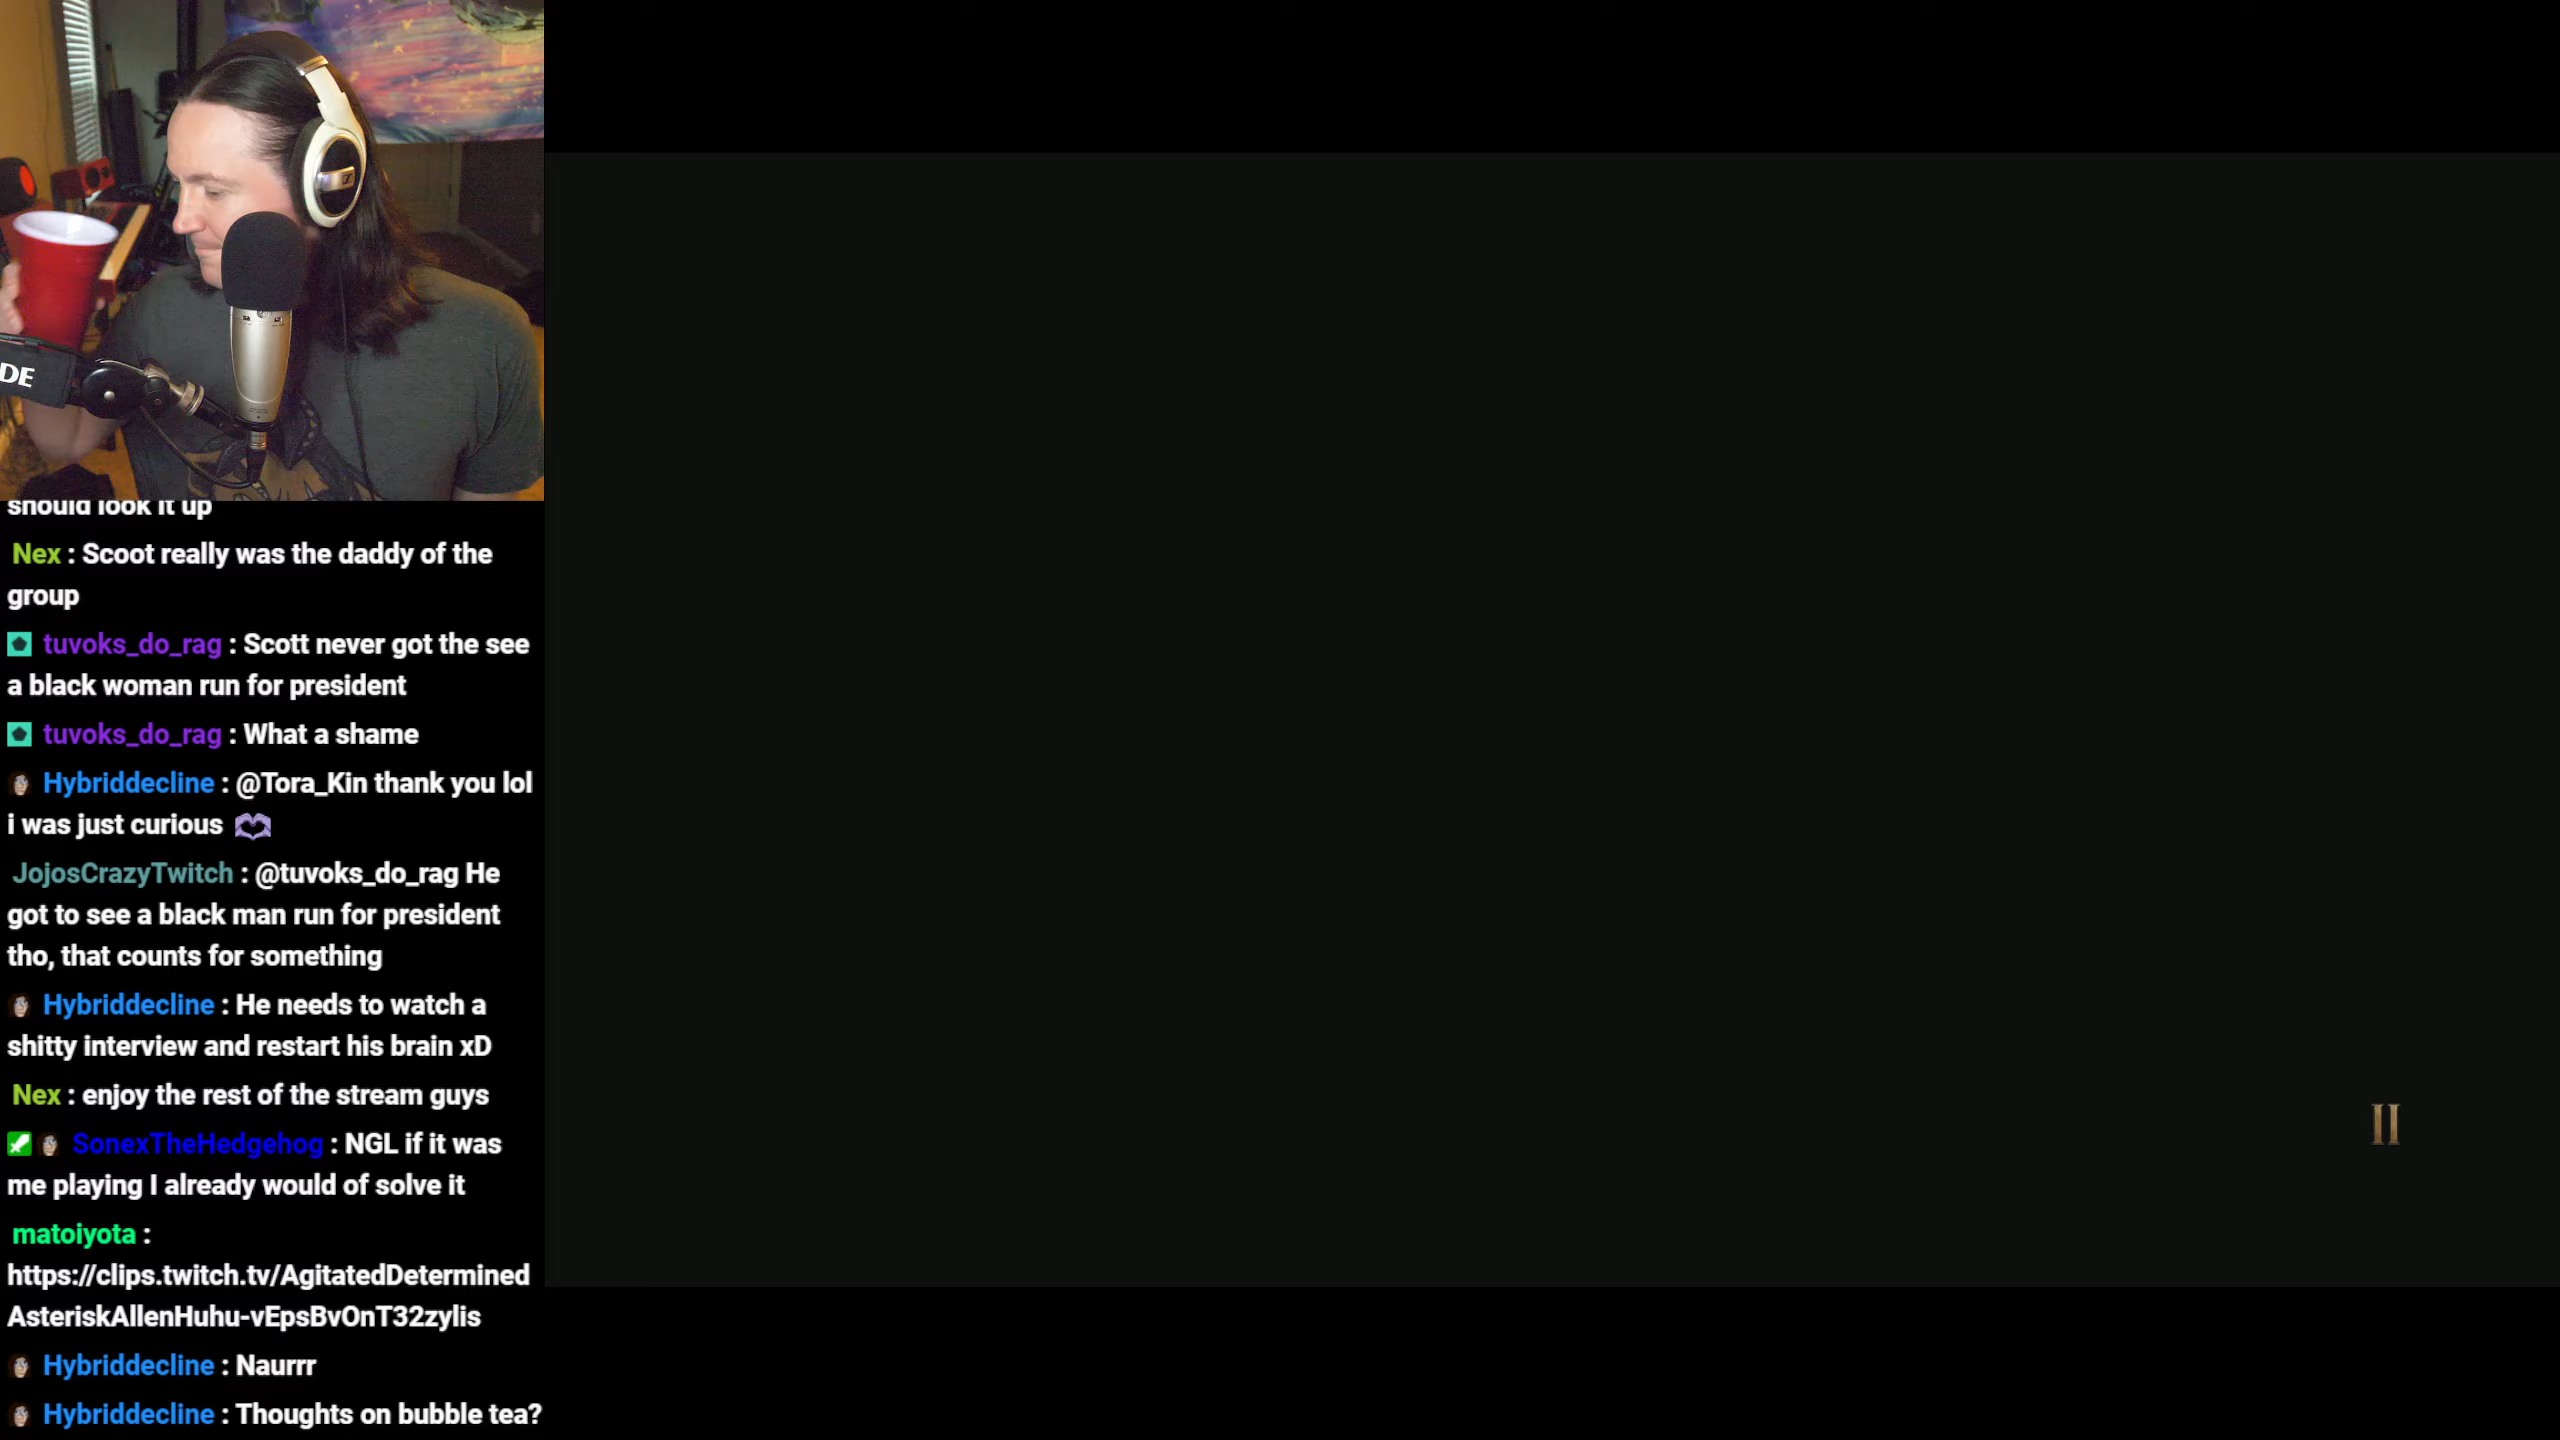 DE
should look it up
Nex : Scoot really was the daddy of the
group
tuvoks_do_rag : Scott never got the see
a black woman run for president
tuvoks_do_rag : What a shame
Hybriddecline : @Tora_Kin thank you lol
i was just curious
JojosCrazyTwitch : @tuvoks_do_rag He
got to see a black man run for president
tho, that counts for something
Hybriddecline : He needs to watch a
shitty interview and restart his brain xD
Nex : enjoy the rest of the stream guys
SonexTheHedgehog : NGL if it was
me playing I already would of solve it
matoiyota :
https://clips.twitch.tv/AgitatedDetermined
AsteriskAllenHuhu-vEpsBvOnT32zylis
Hybriddecline : Naurrr
Hybriddecline : Thoughts on bubble tea?
II